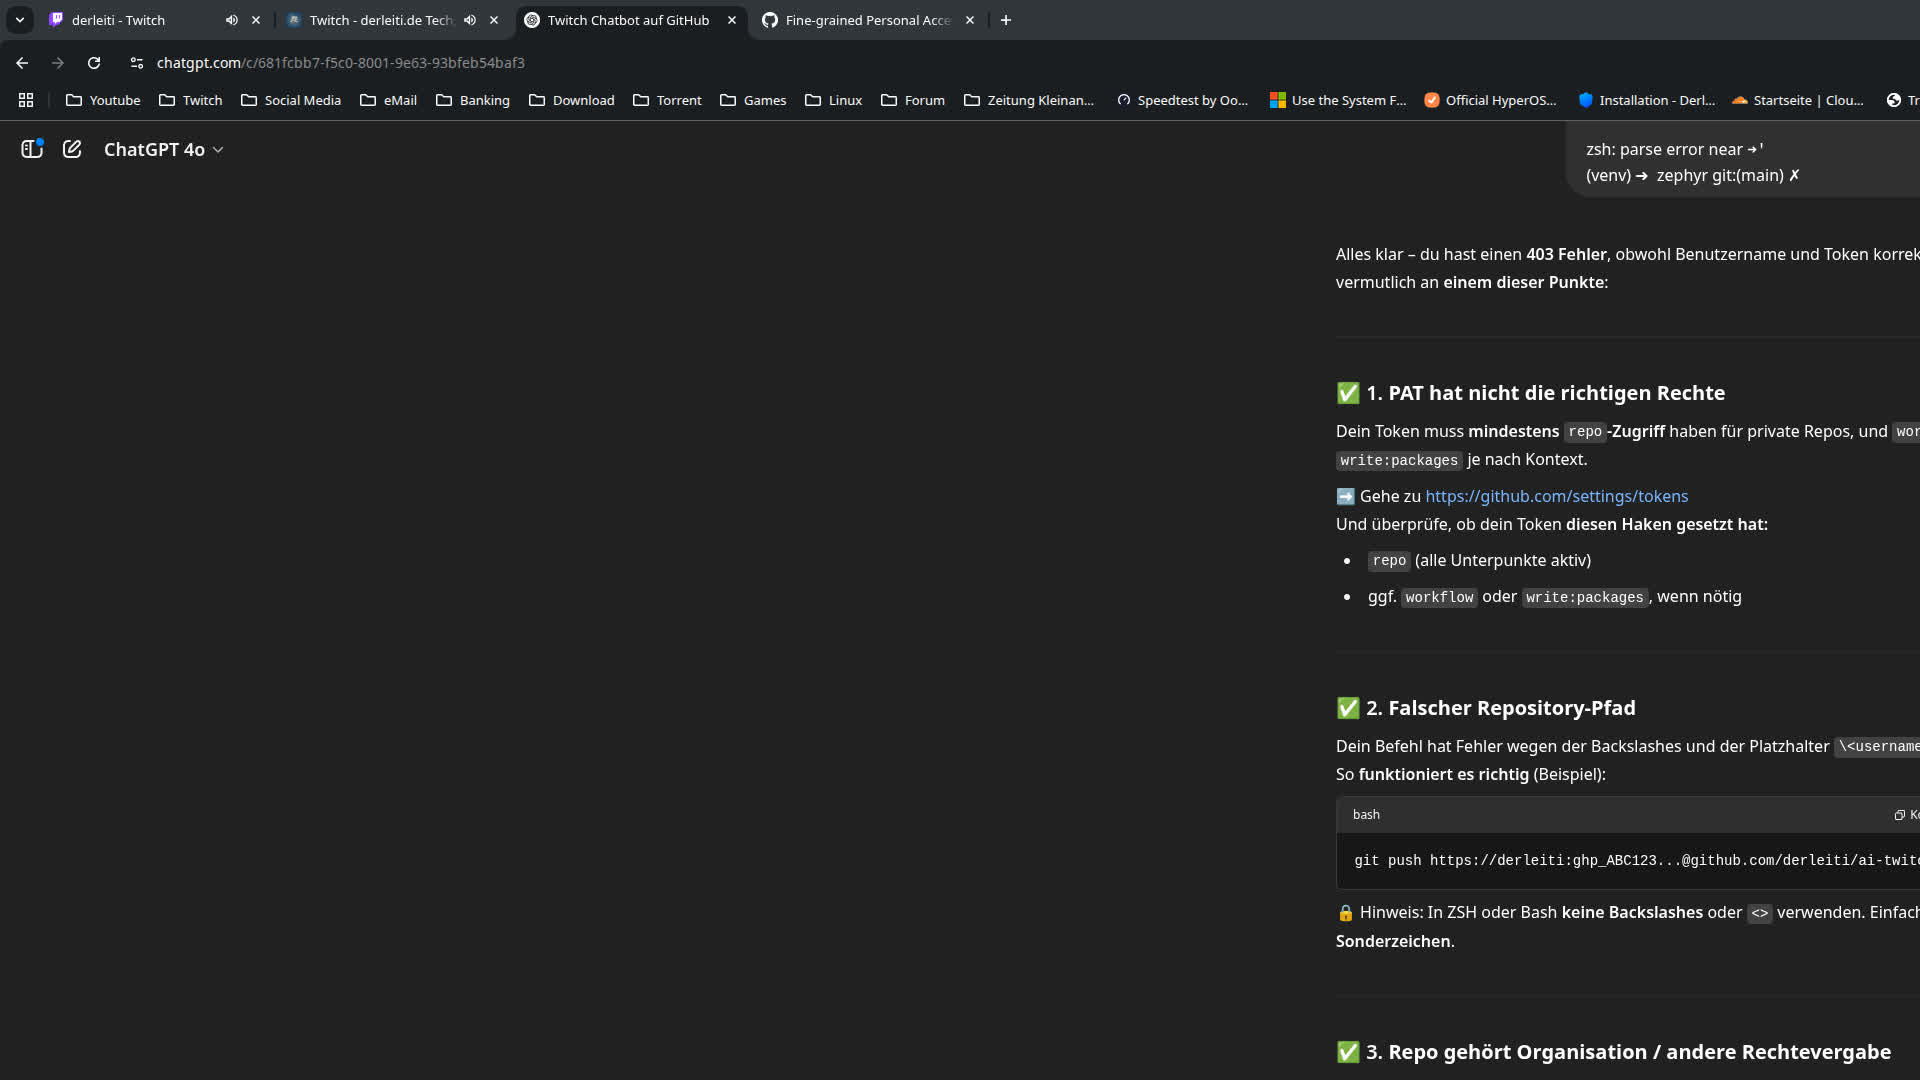 derleiti - Twitch
Twitch - derleiti.de Tech
Twitch Chatbot auf GitHub
Fine-grained Personal Acce
chatgpt.com/c/681fcbb7-f5c0-8001-9e63-93bfeb54baf3
Youtube
Twitch
Social Media
eMail
Banking
Download
Torrent
Games
Linux
Forum
Zeitung Kleinan...
Speedtest by Oo...
Use the System F...
Official HyperOS...
Installation - Derl...
Startseite | Clou...
Tr
ChatGPT 4o
zsh: parse error near →'
(venv) ➜ zephyr git:(main) ✗
Alles klar – du hast einen 403 Fehler, obwohl Benutzername und Token korrek
vermutlich an einem dieser Punkte:
✅ 1. PAT hat nicht die richtigen Rechte
Dein Token muss mindestens repo-Zugriff haben für private Repos, und wor
write:packages je nach Kontext.
➡️ Gehe zu https://github.com/settings/tokens
Und überprüfe, ob dein Token diesen Haken gesetzt hat:
• repo (alle Unterpunkte aktiv)
• ggf. workflow oder write:packages, wenn nötig
✅ 2. Falscher Repository-Pfad
Dein Befehl hat Fehler wegen der Backslashes und der Platzhalter \<username
So funktioniert es richtig (Beispiel):
bash
Ko
git push https://derleiti:ghp_ABC123...@github.com/derleiti/ai-twitc
🔒 Hinweis: In ZSH oder Bash keine Backslashes oder <> verwenden. Einfach
Sonderzeichen.
✅ 3. Repo gehört Organisation / andere Rechtevergabe